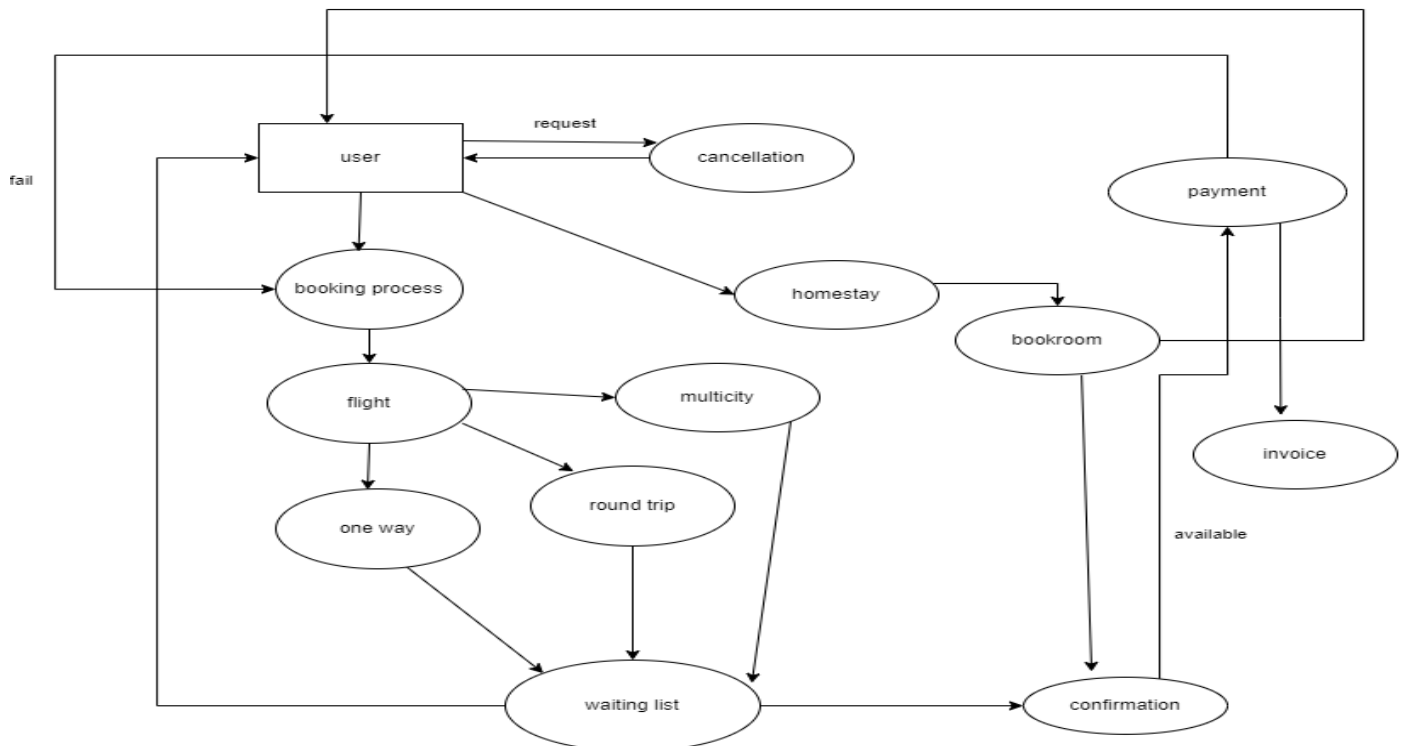 request
user
cancellation
fail
payment
booking process
homestay
bookroom
flight
multicity
invoice
round trip
one way
available
waiting list
confirmation